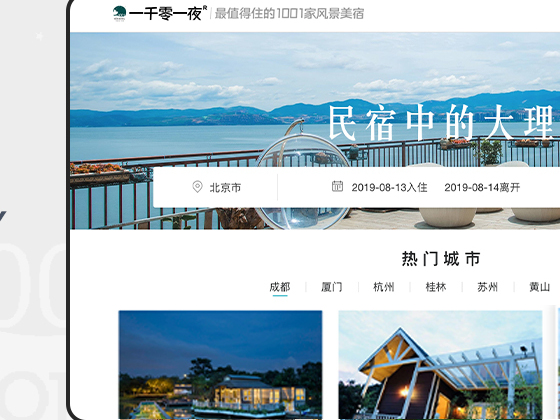 一千零一夜R 最值得住的1001家风景美宿
民宿中的大理
北京市 2019-08-13入住 2019-08-14离开
热门城市
成都 厦门 杭州 桂林 苏州 黄山